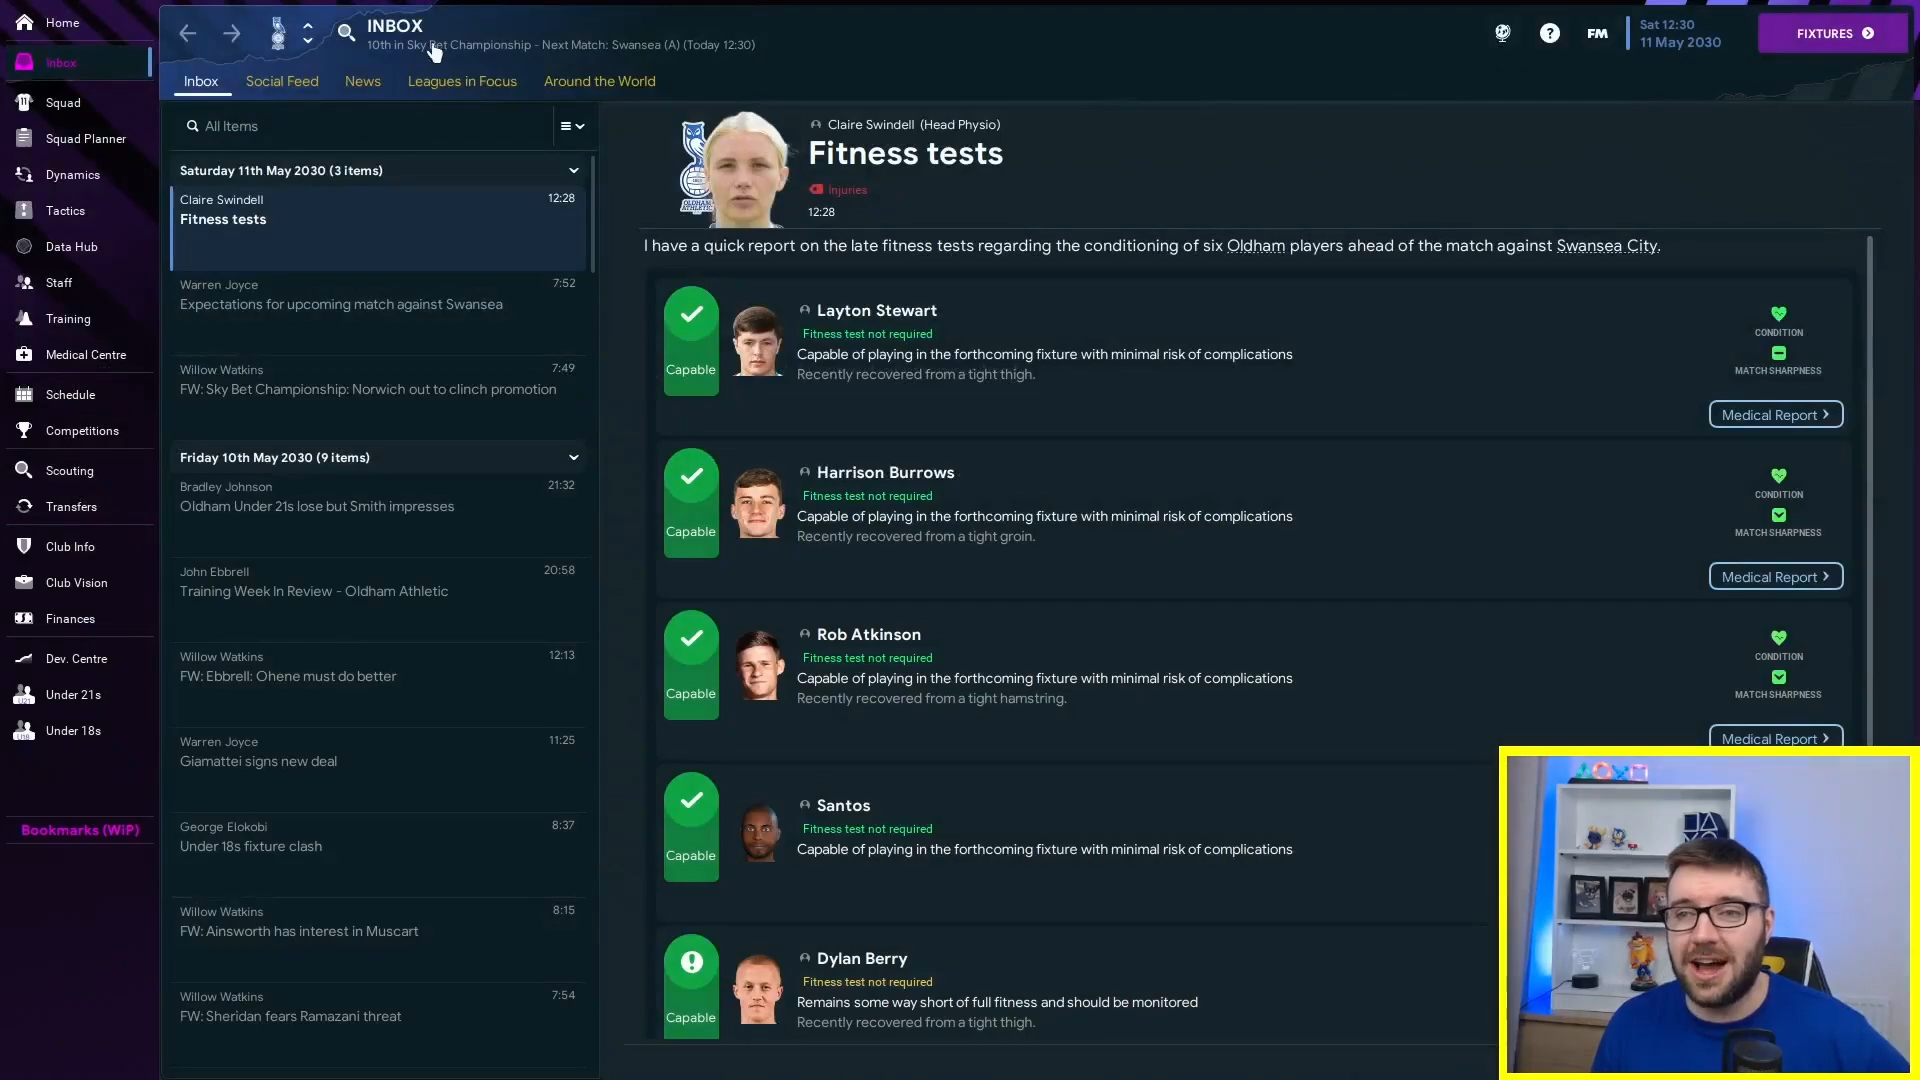 Home
Inbox
Squad
Squad Planner
Dynamics
Tactics
Data Hub
Staff
Training
Medical Centre
Schedule
Competitions
Scouting
Transfers
Club Info
Club Vision
Finances
Dev. Centre
Under 21s
Under 18s
Bookmarks (WiP)
INBOX
10th in Sky Bet Championship - Next Match: Swansea (A) (Today 12:30)
FM
Sat 12:30
11 May 2030
FIXTURES
Inbox Social Feed News Leagues in Focus Around the World
All Items
Saturday 11th May 2030 (3 items)
Claire Swindell 12:28
Fitness tests
Warren Joyce 7:52
Expectations for upcoming match against Swansea
Willow Watkins 7:49
FW: Sky Bet Championship: Norwich out to clinch promotion
Friday 10th May 2030 (9 items)
Bradley Johnson 21:32
Oldham Under 21s lose but Smith impresses
John Ebbrell 20:58
Training Week In Review - Oldham Athletic
Willow Watkins 12:13
FW: Ebbrell: Ohene must do better
Warren Joyce 11:25
Giamattei signs new deal
George Elokobi 8:37
Under 18s fixture clash
Willow Watkins 8:15
FW: Ainsworth has interest in Muscart
Willow Watkins 7:54
FW: Sheridan fears Ramazani threat
OLDHAM
ATHLETIC
Claire Swindell (Head Physio)
Fitness tests
Injuries
12:28
I have a quick report on the late fitness tests regarding the conditioning of six Oldham players ahead of the match against Swansea City.
Capable
Layton Stewart
Fitness test not required
Capable of playing in the forthcoming fixture with minimal risk of complications
Recently recovered from a tight thigh.
CONDITION
MATCH SHARPNESS
Medical Report
Capable
Harrison Burrows
Fitness test not required
Capable of playing in the forthcoming fixture with minimal risk of complications
Recently recovered from a tight groin.
CONDITION
MATCH SHARPNESS
Medical Report
Capable
Rob Atkinson
Fitness test not required
Capable of playing in the forthcoming fixture with minimal risk of complications
Recently recovered from a tight hamstring.
CONDITION
MATCH SHARPNESS
Medical Report
Capable
Santos
Fitness test not required
Capable of playing in the forthcoming fixture with minimal risk of complications
Capable
Dylan Berry
Fitness test not required
Remains some way short of full fitness and should be monitored
Recently recovered from a tight thigh.